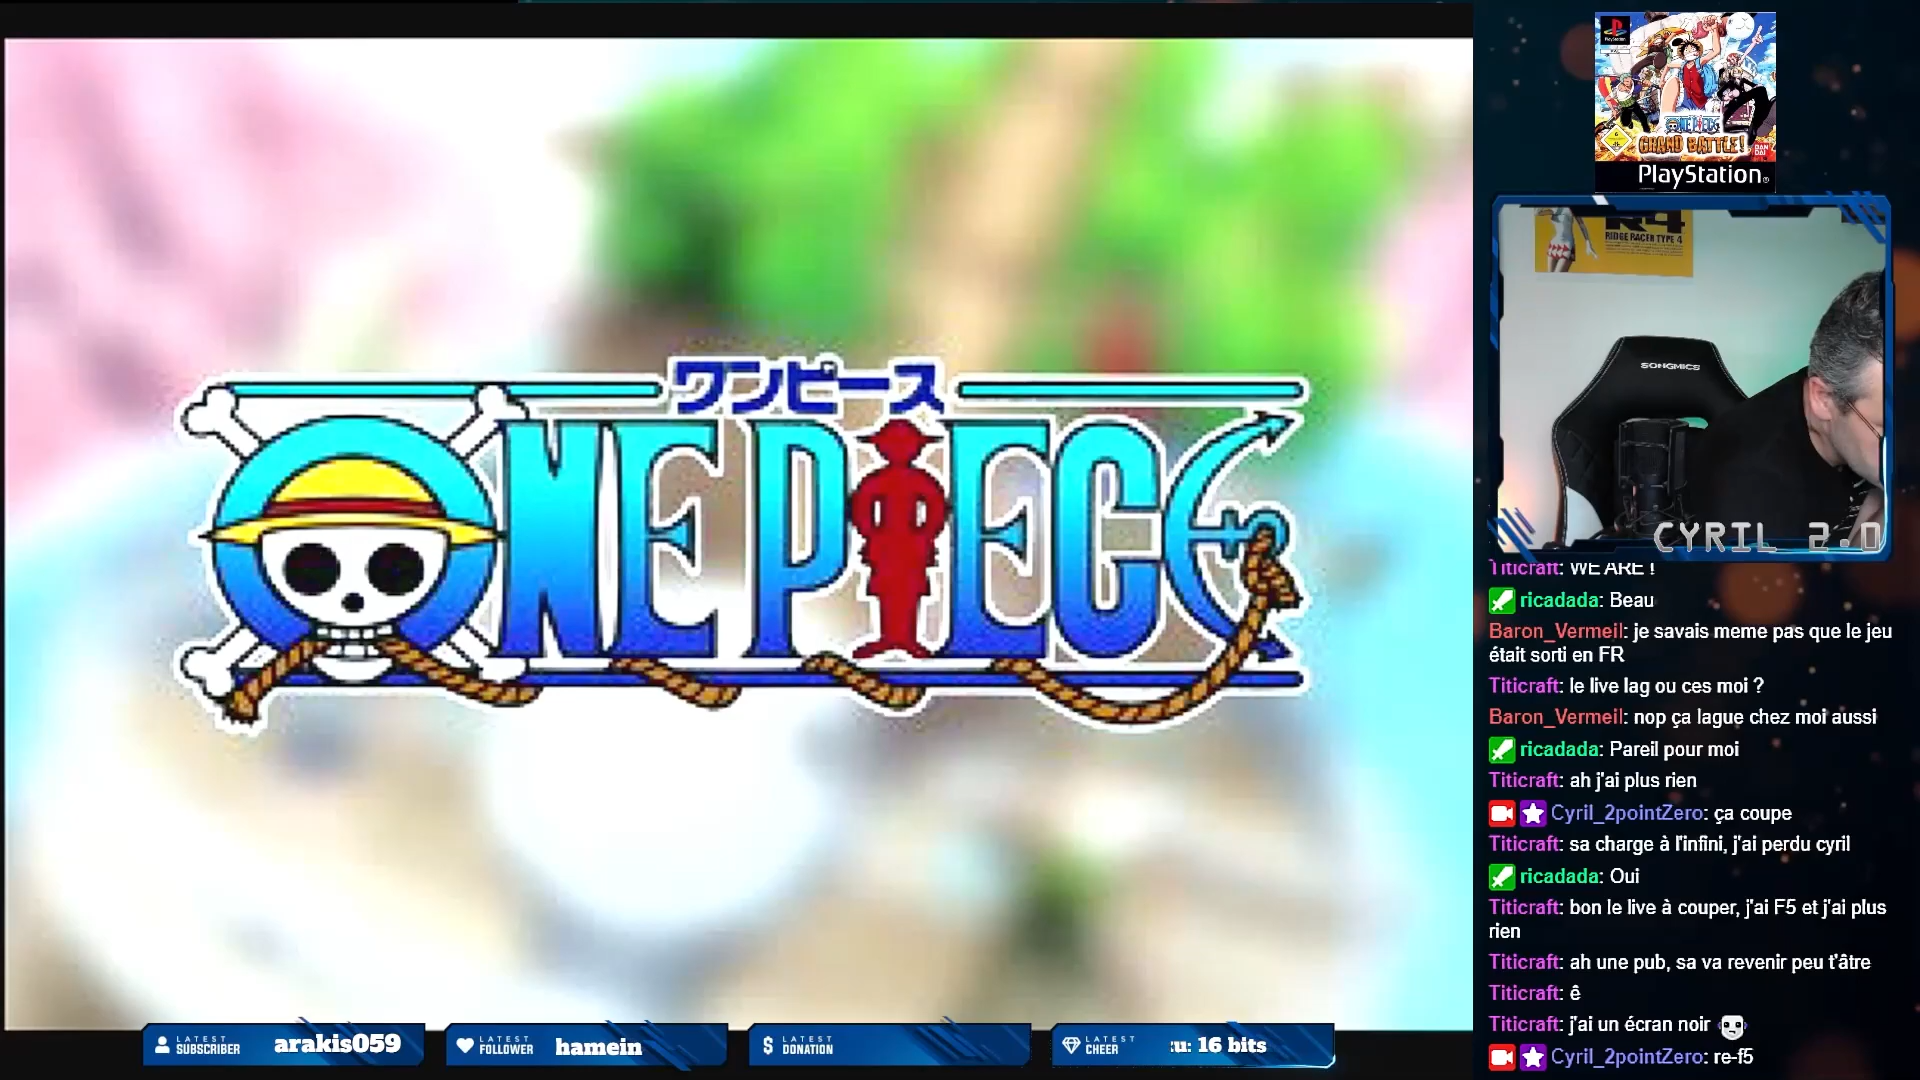 ワンピース
ONE PIECE
PlayStation
ONE PIECE
GRAND BATTLE!
BAN
DAI
PlayStation
R4
RIDGE RACER TYPE 4
SONGMICS
CYRIL 2.0
Titicraft: WE ARE !
ricadada: Beau
Baron_Vermeil: je savais meme pas que le jeu
était sorti en FR
Titicraft: le live lag ou ces moi ?
Baron_Vermeil: nop ça lague chez moi aussi
ricadada: Pareil pour moi
Titicraft: ah j'ai plus rien
Cyril_2pointZero: ça coupe
Titicraft: sa charge à l'infini, j'ai perdu cyril
ricadada: Oui
Titicraft: bon le live à couper, j'ai F5 et j'ai plus
rien
Titicraft: ah une pub, sa va revenir peu t'âtre
Titicraft: ê
Titicraft: j'ai un écran noir
Cyril_2pointZero: re-f5
LATEST
SUBSCRIBER
arakis059
LATEST
FOLLOWER
hamein
LATEST
DONATION
LATEST
CHEER
: 16 bits